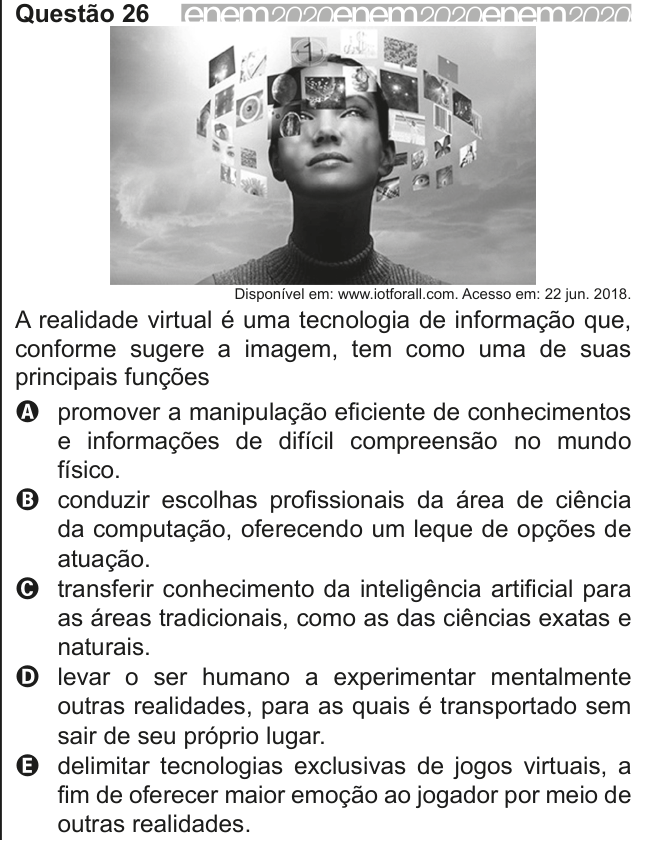 Questão 26 enem2020enem2020enem2020
Disponível em: www.iotforall.com. Acesso em: 22 jun. 2018.
A realidade virtual é uma tecnologia de informação que,
conforme sugere a imagem, tem como uma de suas
principais funções
A promover a manipulação eficiente de conhecimentos
e informações de difícil compreensão no mundo
físico.
B conduzir escolhas profissionais da área de ciência
da computação, oferecendo um leque de opções de
atuação.
C transferir conhecimento da inteligência artificial para
as áreas tradicionais, como as das ciências exatas e
naturais.
D levar o ser humano a experimentar mentalmente
outras realidades, para as quais é transportado sem
sair de seu próprio lugar.
E delimitar tecnologias exclusivas de jogos virtuais, a
fim de oferecer maior emoção ao jogador por meio de
outras realidades.